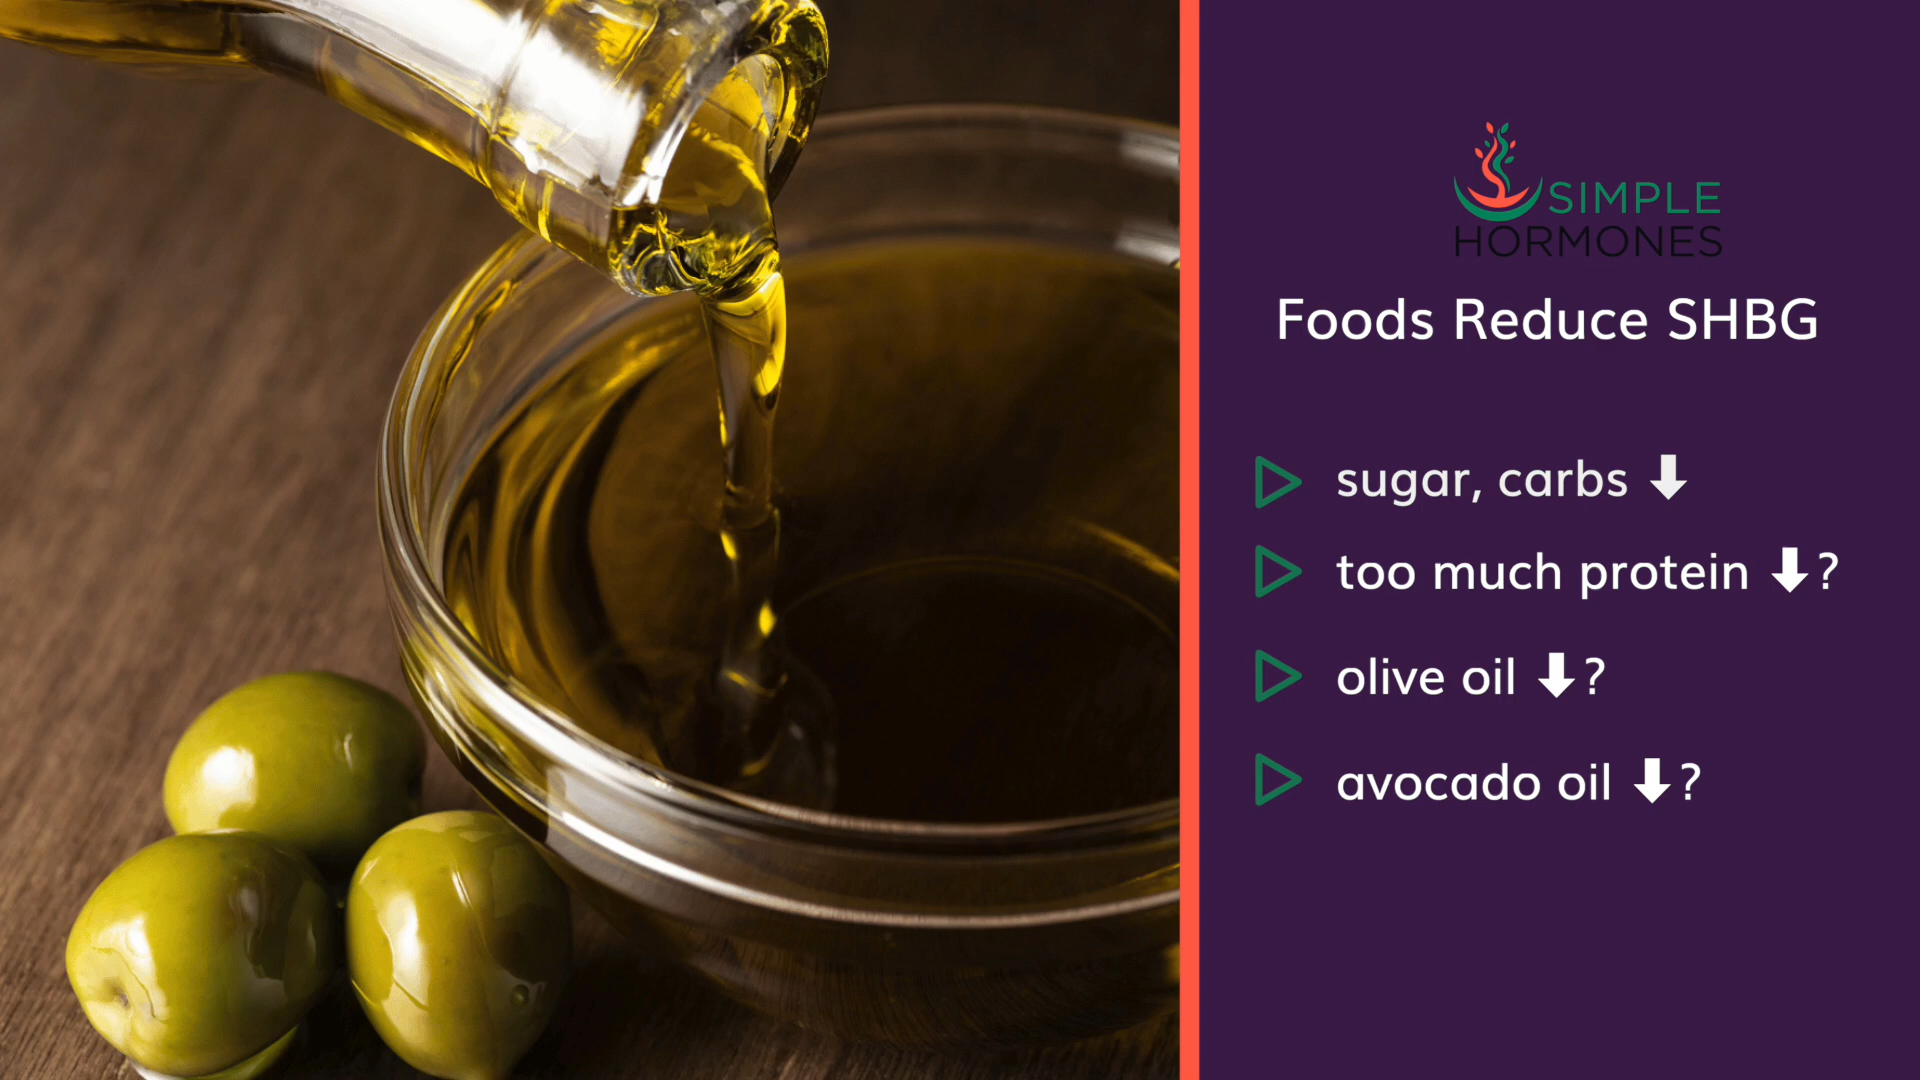 SIMPLE
HORMONES
Foods Reduce SHBG
sugar, carbs ⬇
too much protein ⬇?
olive oil ⬇?
avocado oil ⬇?